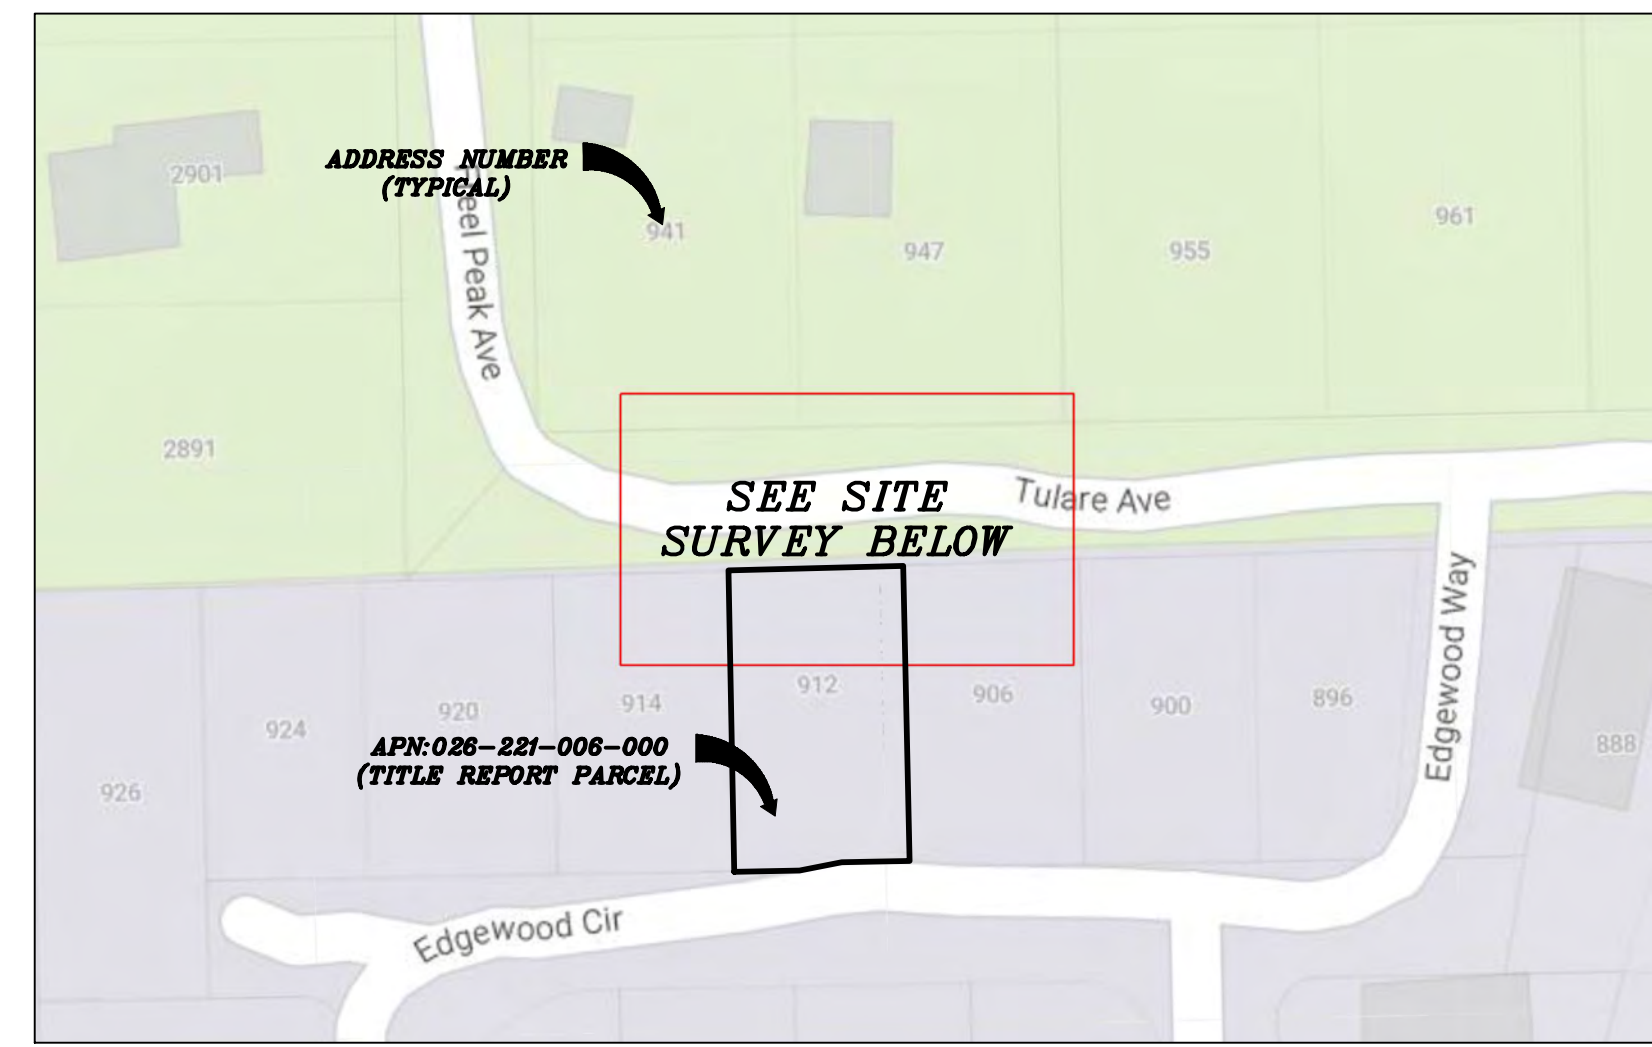 2901
ADDRESS NUMBER
(TYPICAL)
941
947
955
961
Peak Ave
2891
SEE SITE
SURVEY BELOW
Tulare Ave
Edgewood Way
912
914
906
920
924
900
896
888
926
APN:026-221-006-000
(TITLE REPORT PARCEL)
Edgewood Cir